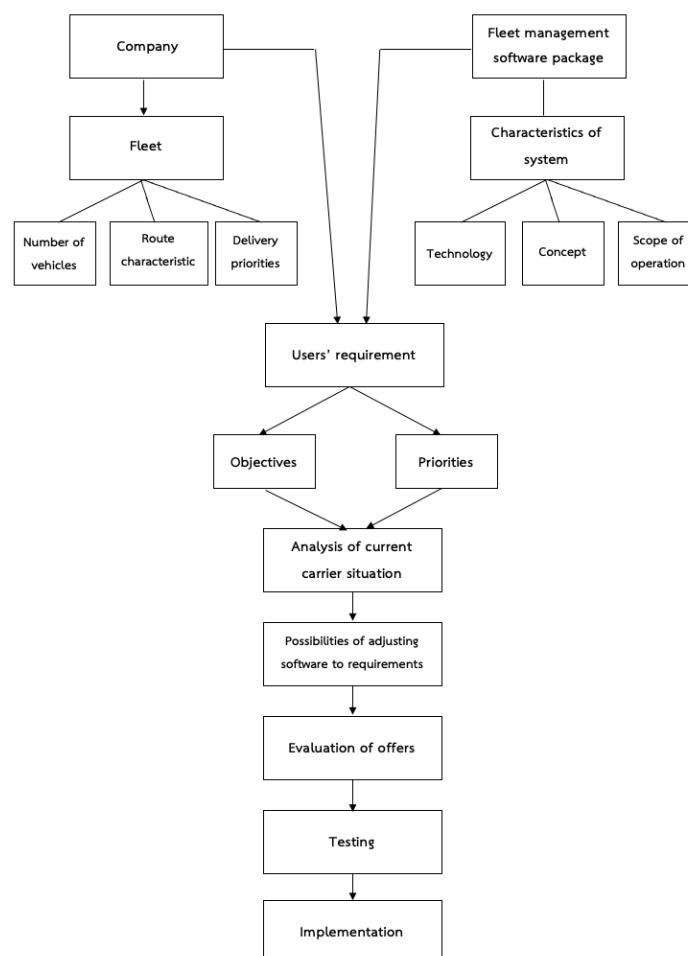 Company
Fleet management
software package
Fleet
Characteristics of
system
Number of
vehicles
Route
characteristic
Delivery
priorities
Technology
Concept
Scope of
operation
Users' requirement
Objectives
Priorities
Analysis of current
carrier situation
Possibilities of adjusting
software to requirements
Evaluation of offers
Testing
Implementation